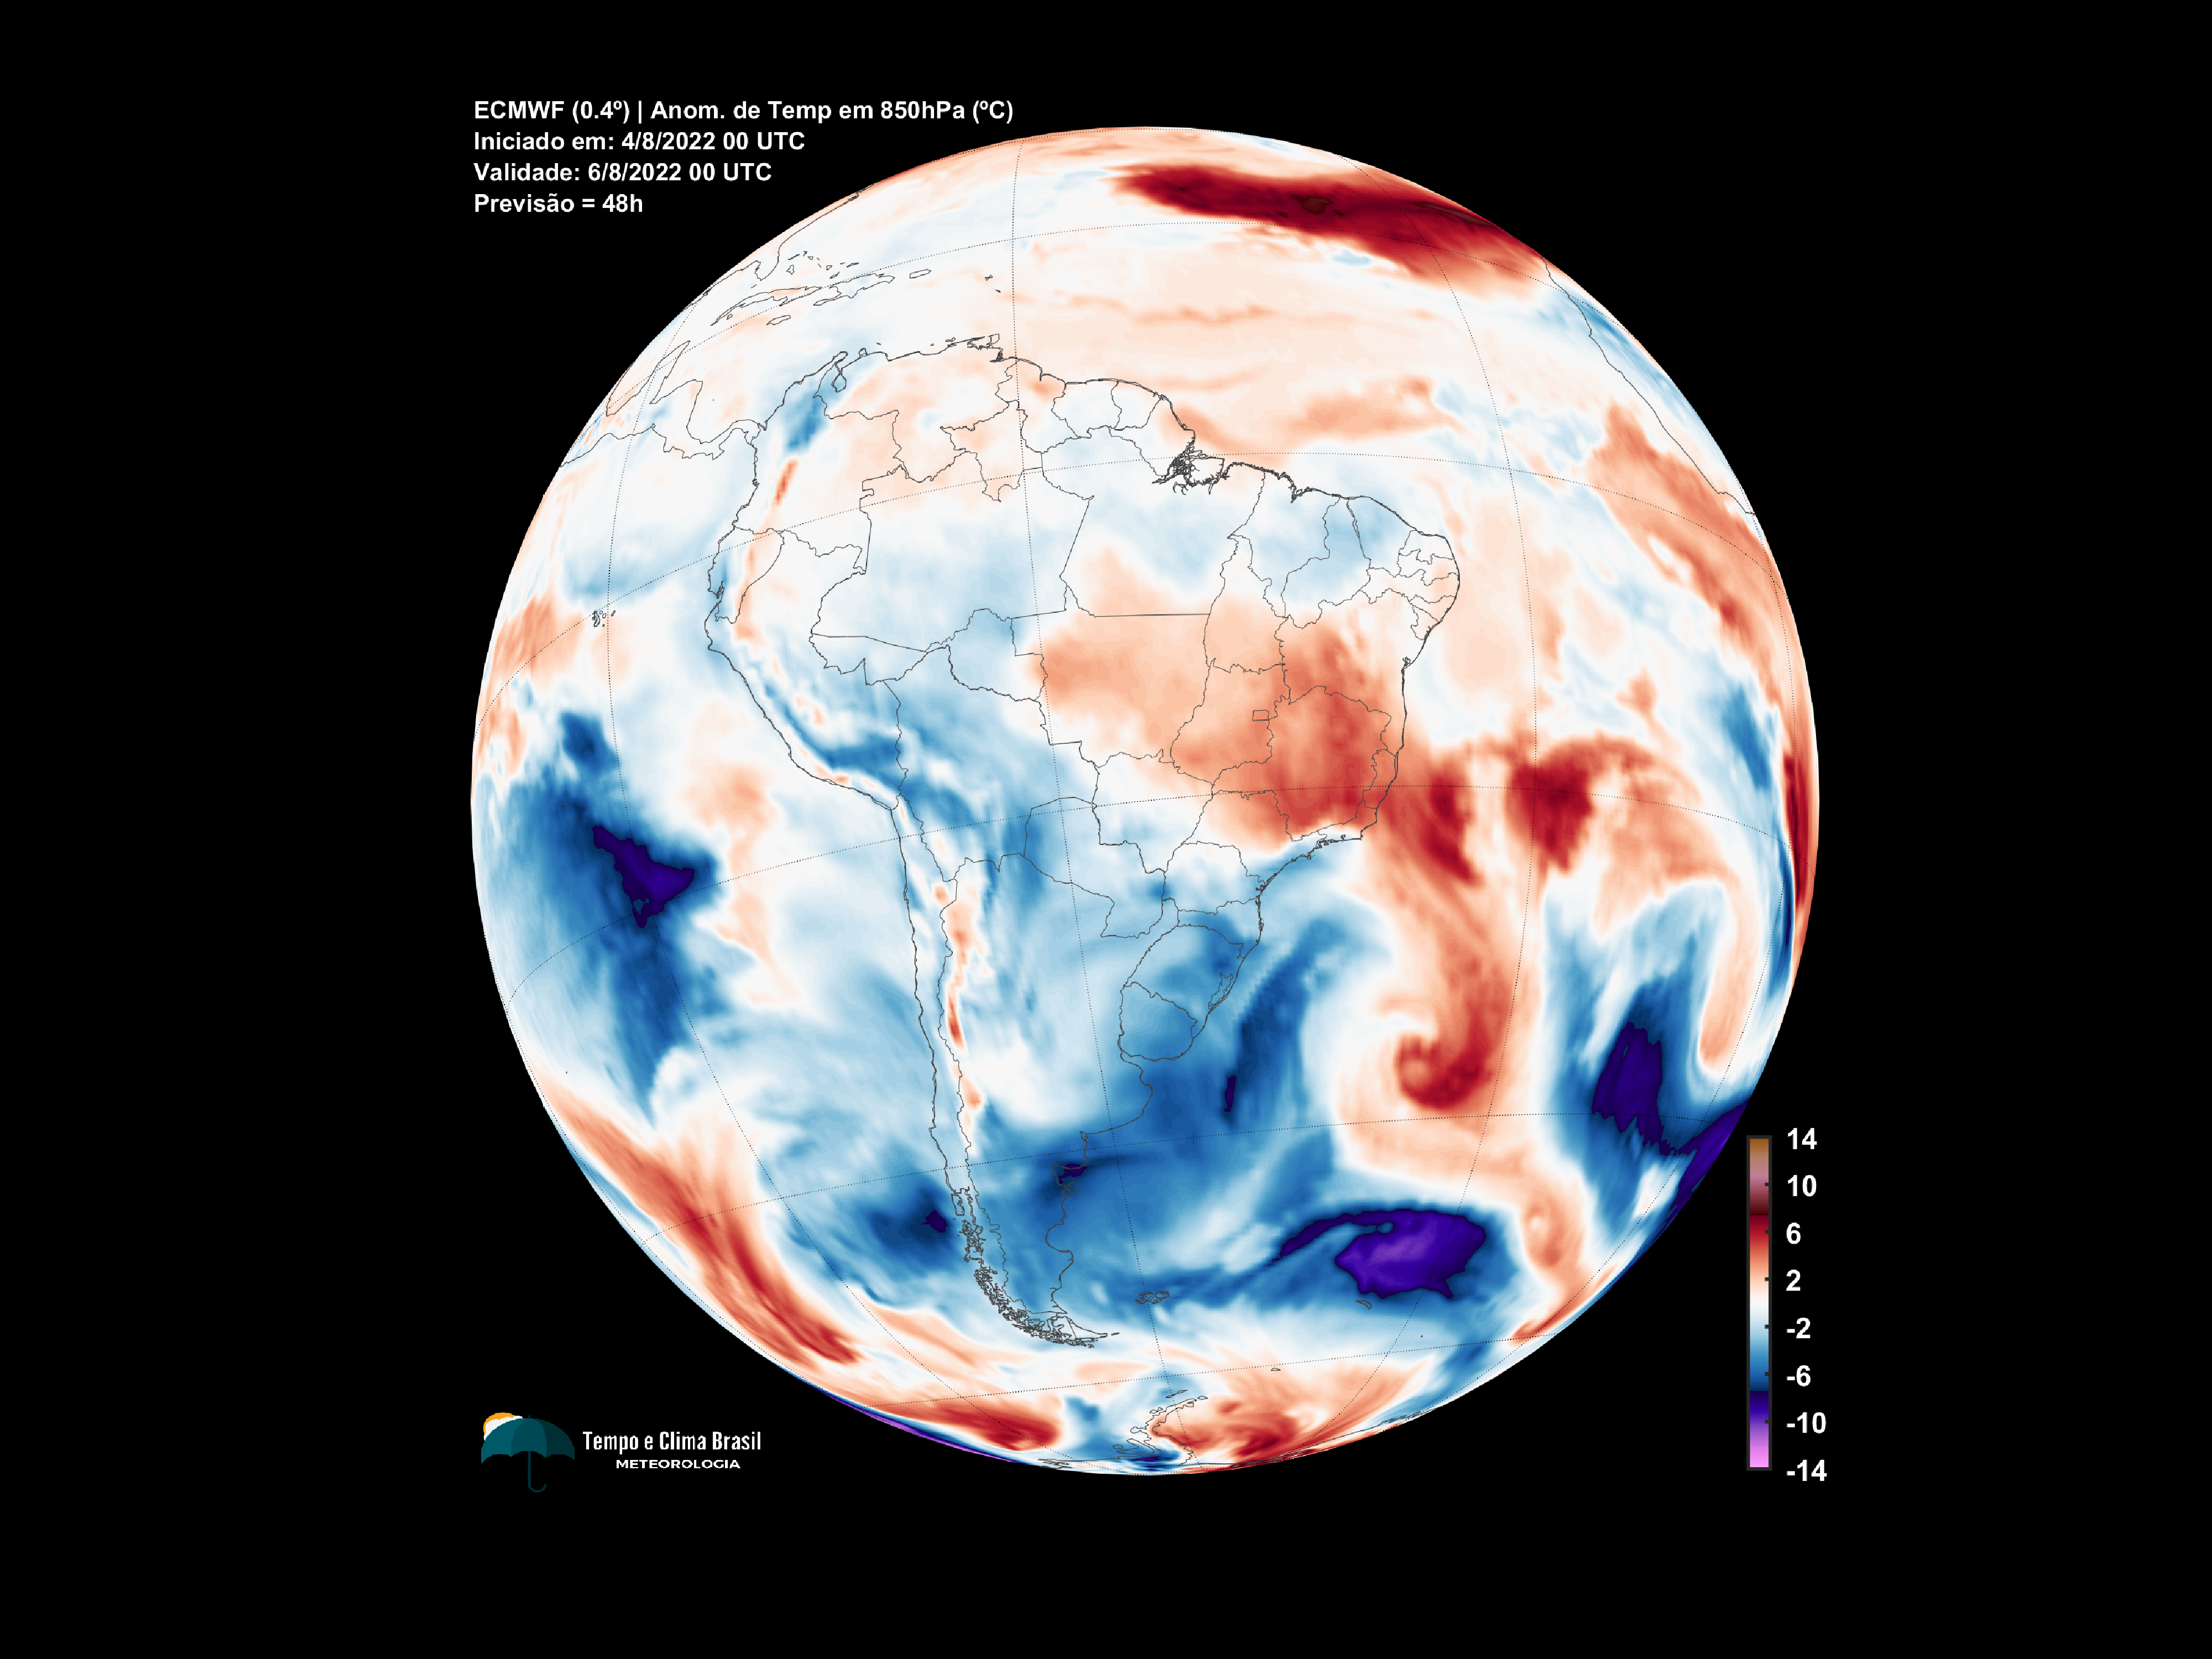 ECMWF (0.4º) | Anom. de Temp em 850hPa (ºC)
Iniciado em: 4/8/2022 00 UTC
Validade: 6/8/2022 00 UTC
Previsão = 48h
14
10
6
2
-2
-6
-10
-14
Tempo e Clima Brasil
METEOROLOGIA